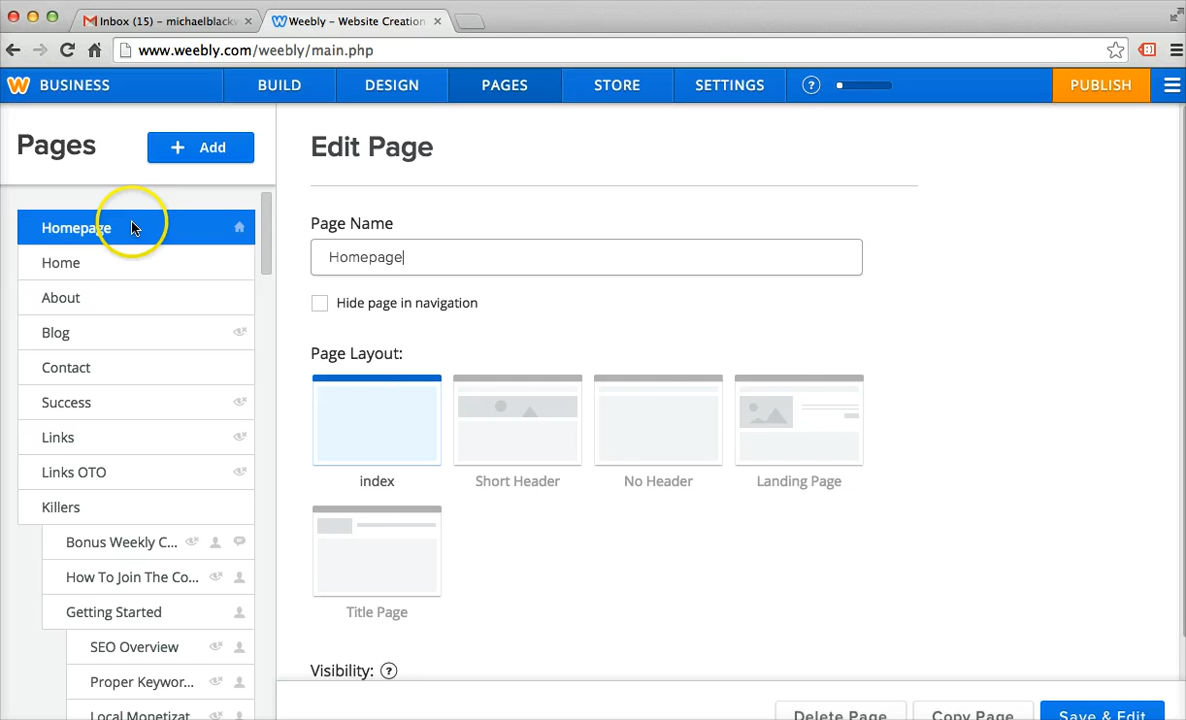 Inbox (15) – michaelblackw
Weebly – Website Creation
www.weebly.com/weebly/main.php
W BUSINESS BUILD DESIGN PAGES STORE SETTINGS ? PUBLISH
Pages
+ Add
Homepage
Home
About
Blog
Contact
Success
Links
Links OTO
Killers
Bonus Weekly C...
How To Join The Co...
Getting Started
SEO Overview
Proper Keywor...
Local Monetizat
Edit Page
Page Name
Homepage
Hide page in navigation
Page Layout:
index
Short Header
No Header
Landing Page
Title Page
Visibility: ?
Delete Page
Copy Page
Save & Edit